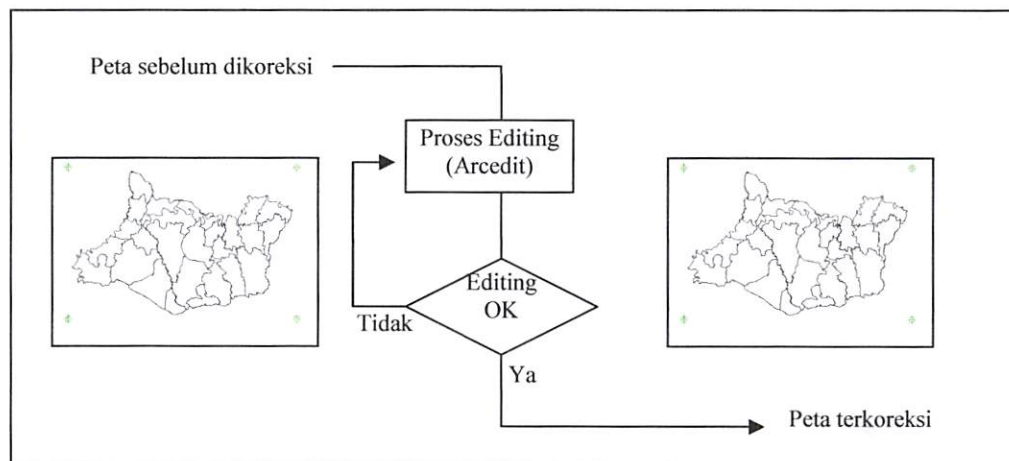 Peta sebelum dikoreksi
Proses Editing
(Arcedit)
Editing
OK
Tidak
Ya
Peta terkoreksi